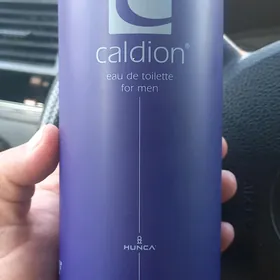 caldion®
eau de toilette
for men
HUNCA